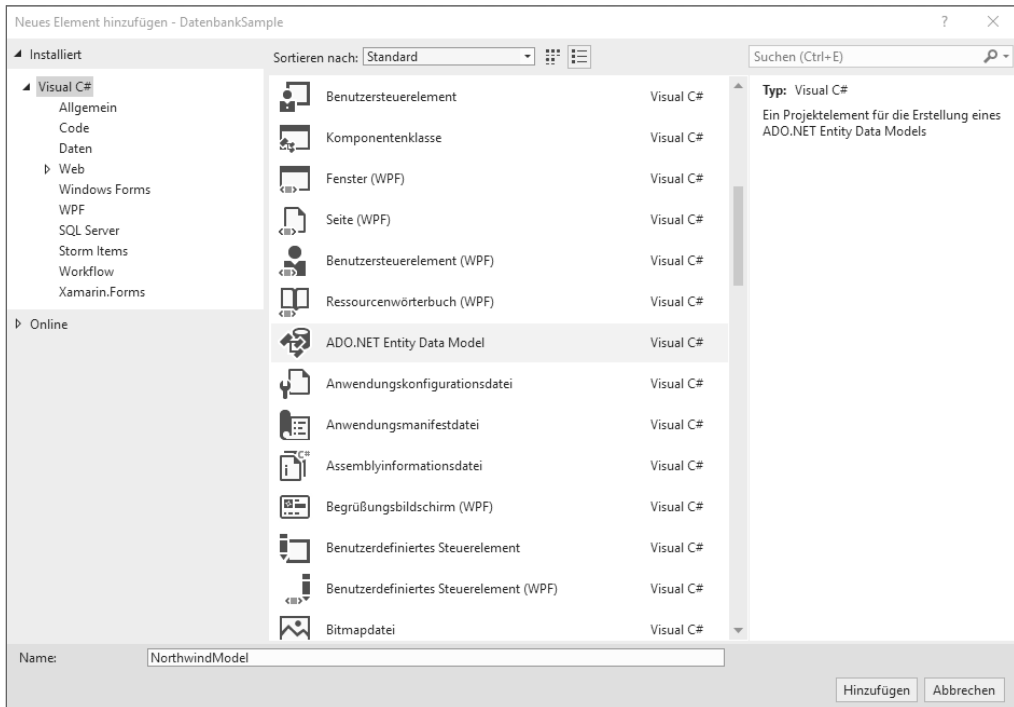 Neues Element hinzufügen - DatenbankSample ?
Installiert
Visual C#
Allgemein
Code
Daten
Web
Windows Forms
WPF
SQL Server
Storm Items
Workflow
Xamarin.Forms
Online
Sortieren nach: Standard
Benutzersteuerelement Visual C#
Komponentenklasse Visual C#
Fenster (WPF) Visual C#
Seite (WPF) Visual C#
Benutzersteuerelement (WPF) Visual C#
Ressourcenwörterbuch (WPF) Visual C#
ADO.NET Entity Data Model Visual C#
Anwendungskonfigurationsdatei Visual C#
Anwendungsmanifestdatei Visual C#
C#
Assemblyinformationsdatei Visual C#
Begrüßungsbildschirm (WPF) Visual C#
Benutzerdefiniertes Steuerelement Visual C#
Benutzerdefiniertes Steuerelement (WPF) Visual C#
Bitmapdatei Visual C#
Suchen (Ctrl+E)
Typ: Visual C#
Ein Projektelement für die Erstellung eines
ADO.NET Entity Data Models
Name: NorthwindModel
Hinzufügen Abbrechen